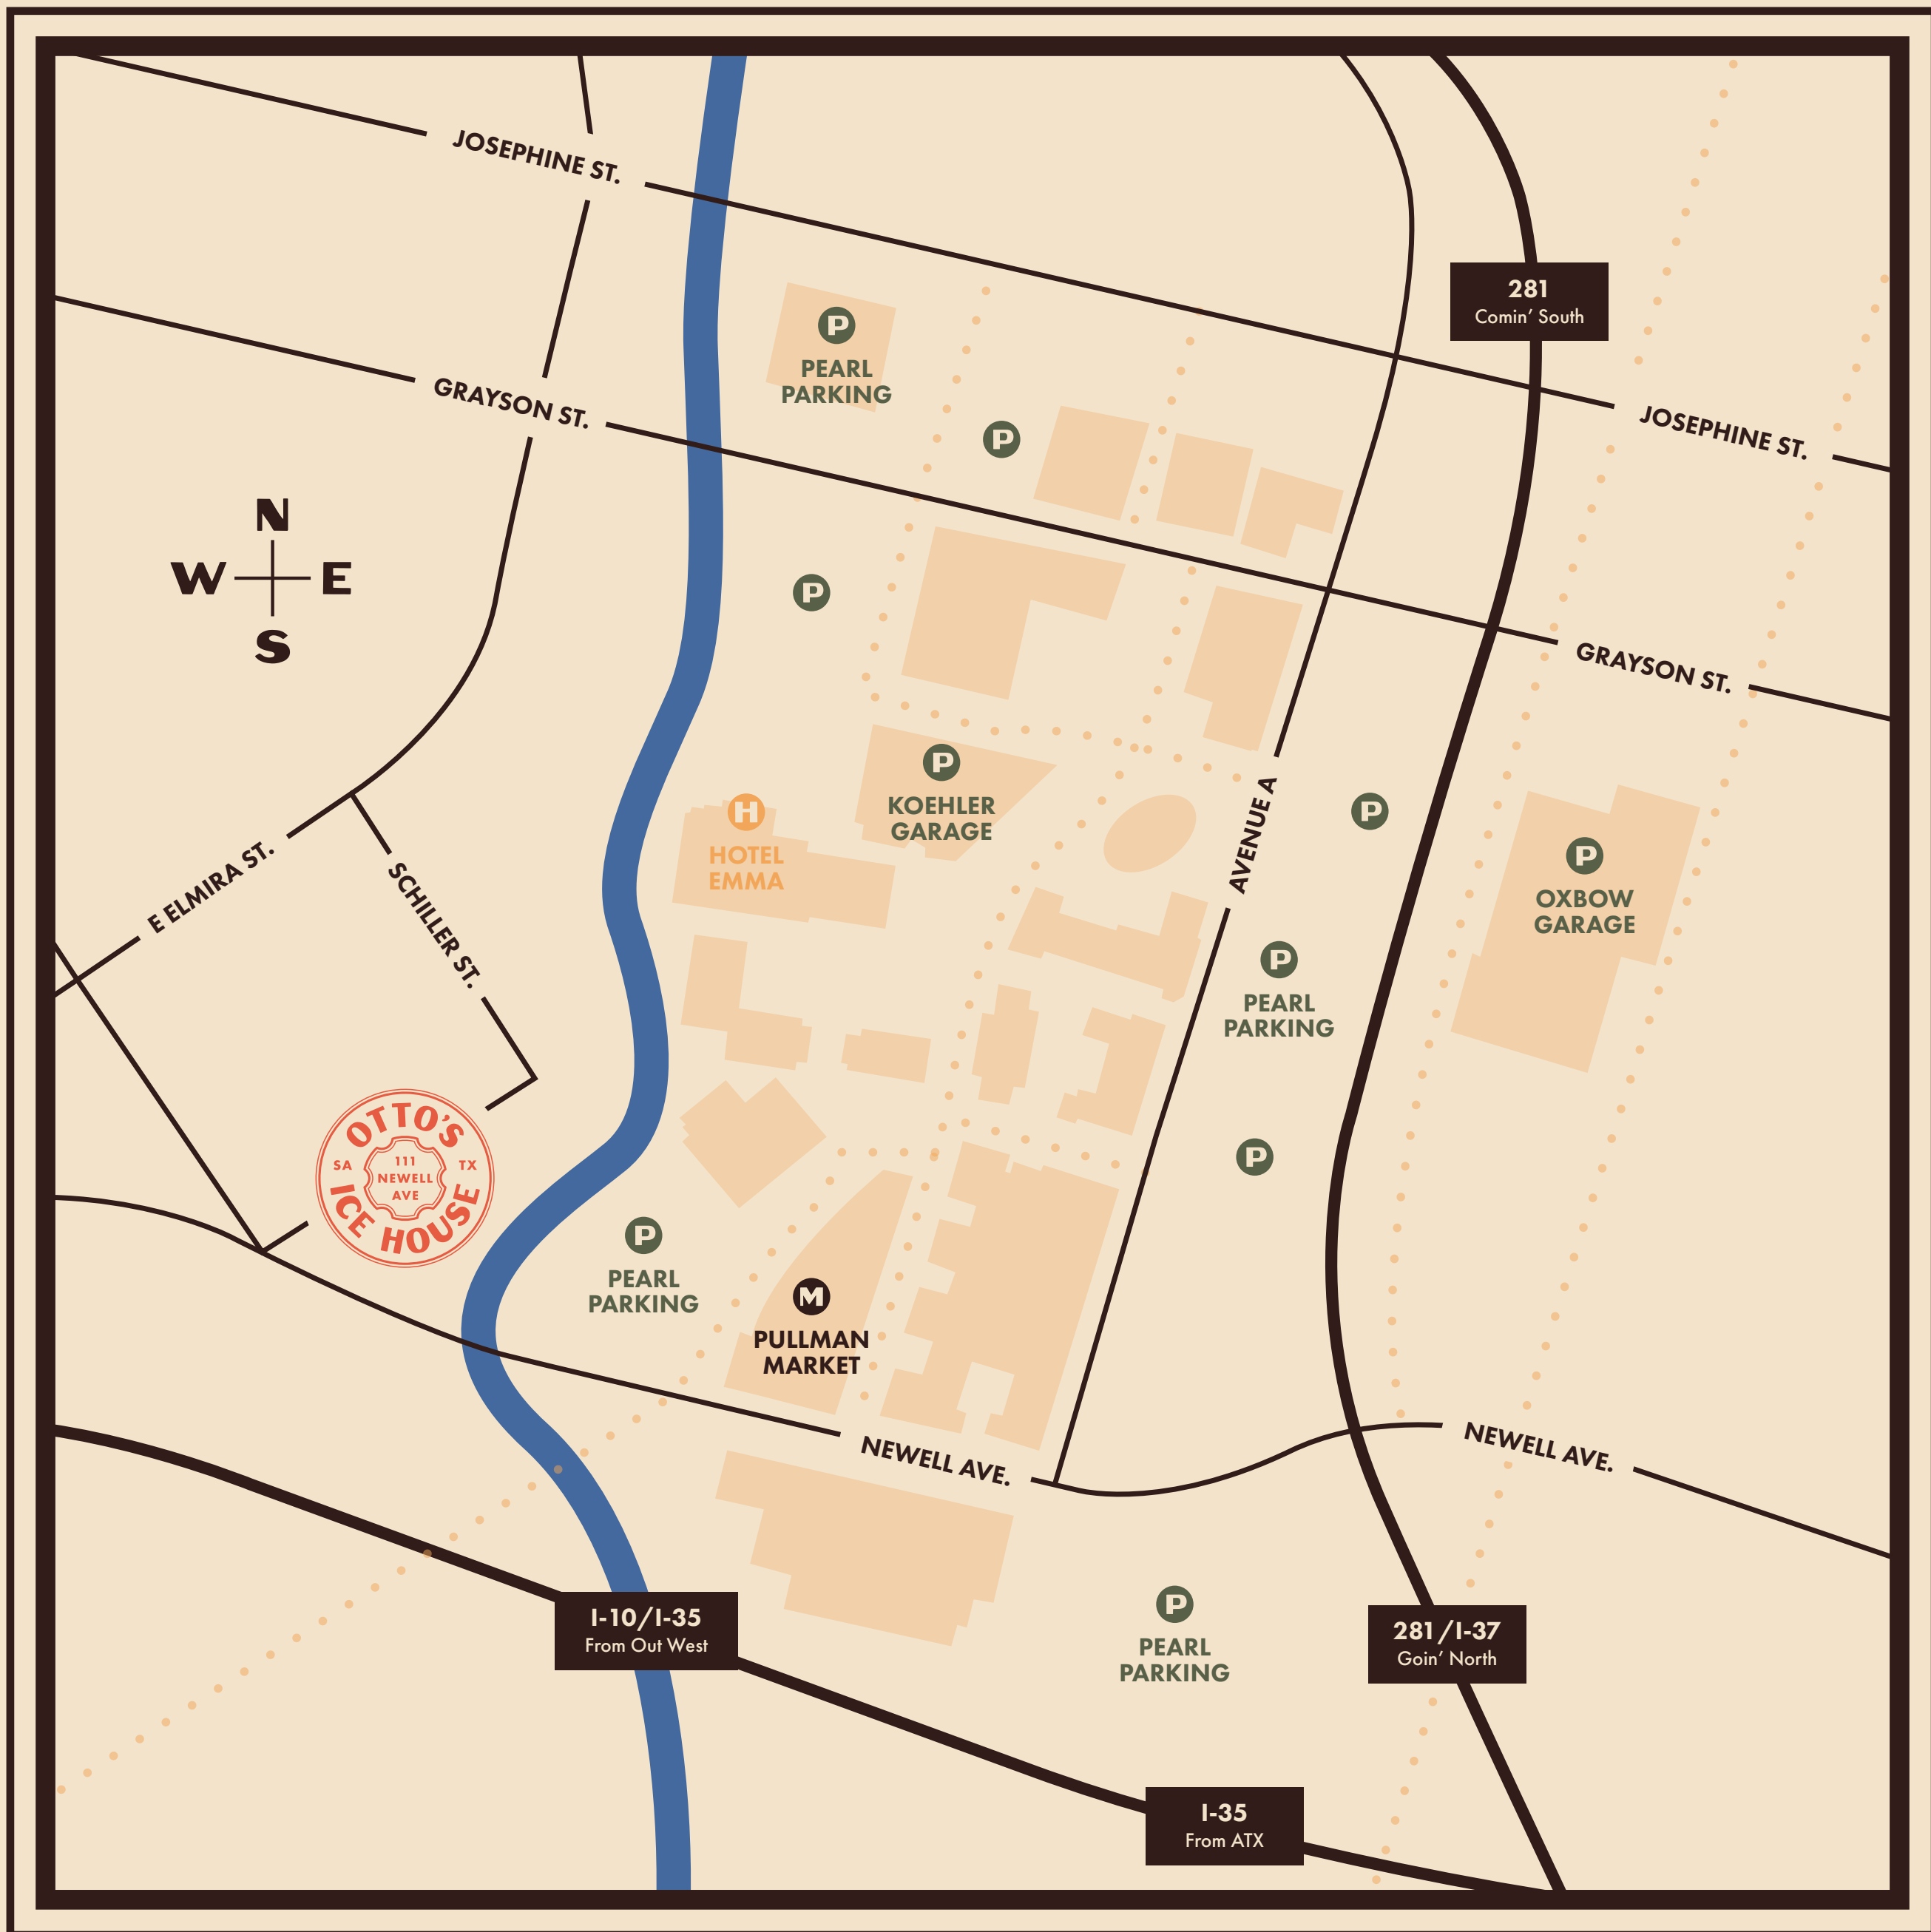 JOSEPHINE ST.
281
Comin’ South
P
PEARL
PARKING
GRAYSON ST.
P
JOSEPHINE ST.
N
W E
S
P
GRAYSON ST.
P
KOEHLER
GARAGE
H
HOTEL
EMMA
AVENUE A
P
P
OXBOW
GARAGE
E ELMIRA ST.
SCHILLER ST.
P
PEARL
PARKING
OTTO’S
SA
TX
111
NEWELL
AVE
ICE HOUSE
P
P
PEARL
PARKING
M
PULLMAN
MARKET
NEWELL AVE.
NEWELL AVE.
I-10/I-35
From Out West
P
PEARL
PARKING
281/I-37
Goin’ North
I-35
From ATX